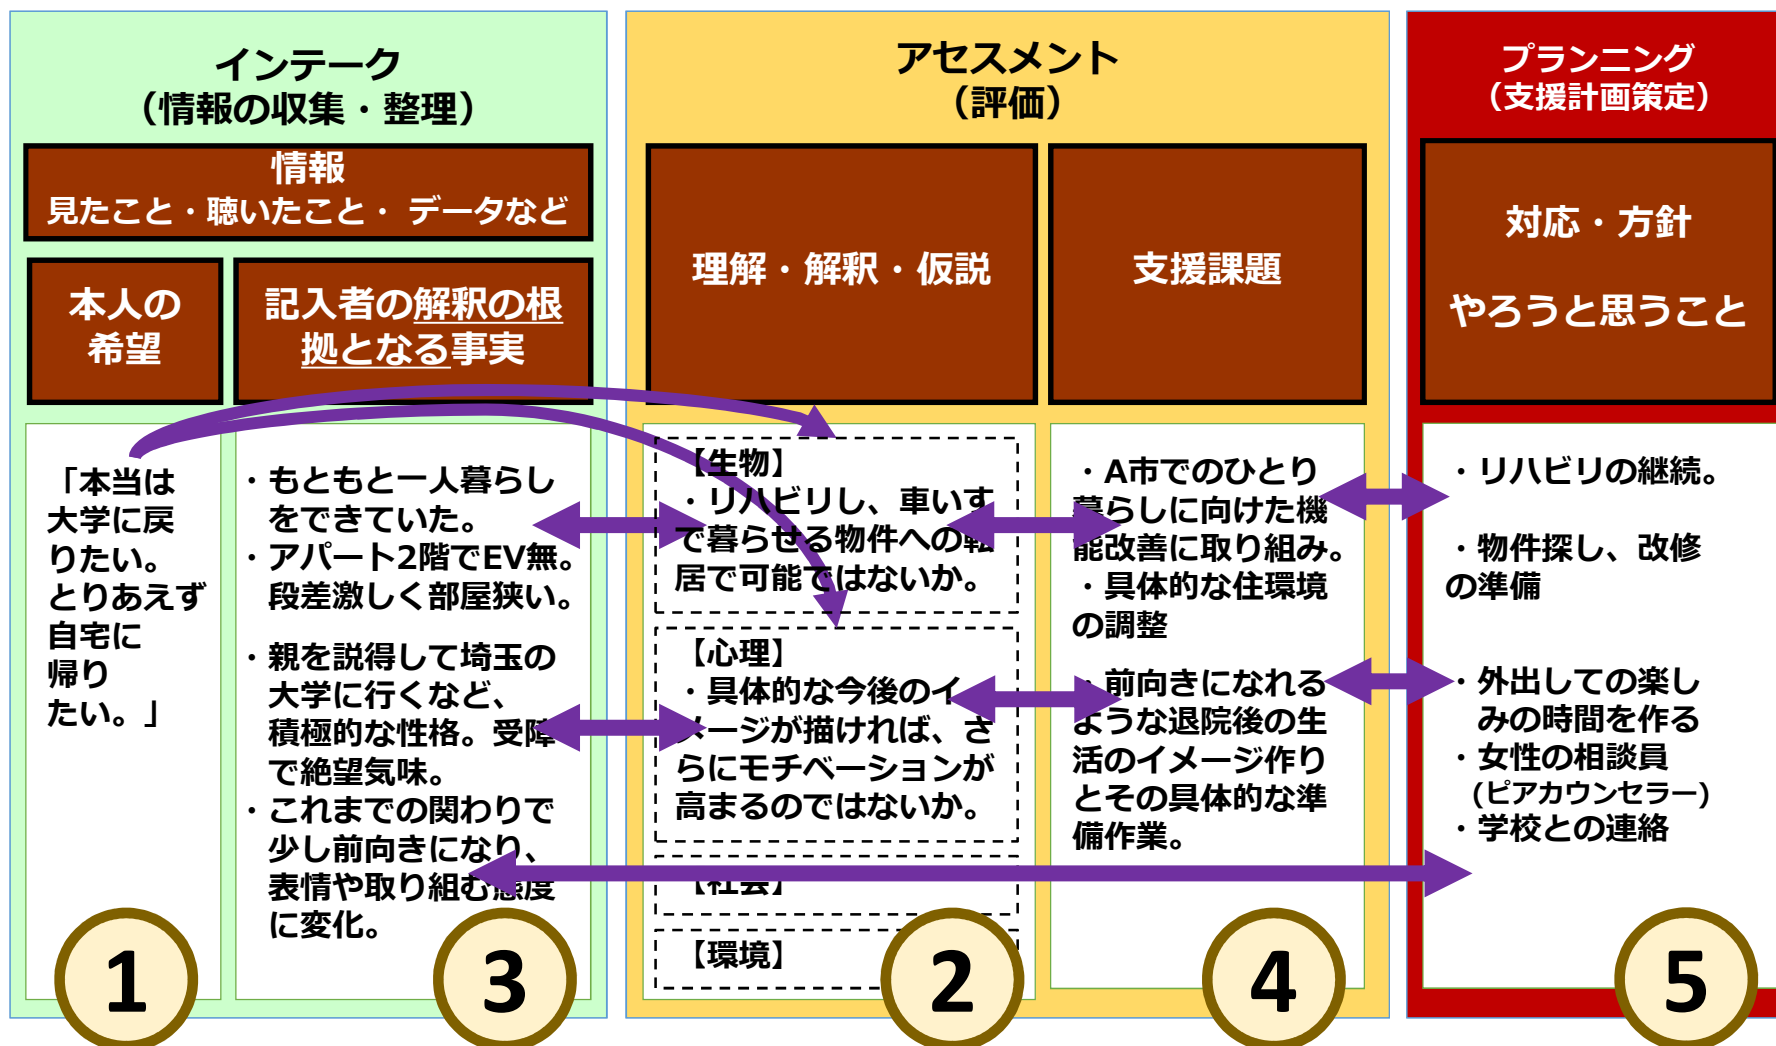 インテーク
（情報の収集・整理）
情報
見たこと・聴いたこと・ データなど
本人の
希望
記入者の解釈の根
拠となる事実
「本当は
大学に戻
りたい。
とりあえず
自宅に
帰り
たい。」
・もともと一人暮らし
をできていた。
・アパート2階でEV無。
段差激しく部屋狭い。
・親を説得して埼玉の
大学に行くなど、
積極的な性格。受障
で絶望気味。
・これまでの関わりで
少し前向きになり、
表情や取り組む態度
に変化。
1
3
アセスメント
（評価）
理解・解釈・仮説
支援課題
【生物】
・リハビリし、車いす
で暮らせる物件への転
居で可能ではないか。
【心理】
・具体的な今後のイ
メージが描ければ、さ
らにモチベーションが
高まるのではないか。
【社会】
【環境】
2
・A市でのひとり
暮らしに向けた機
能改善に取り組み。
・具体的な住環境
の調整
・前向きになれる
ような退院後の生
活のイメージ作り
とその具体的な準
備作業。
4
プランニング
（支援計画策定）
対応・方針
やろうと思うこと
・リハビリの継続。
・物件探し、改修
の準備
・外出しての楽し
みの時間を作る
・女性の相談員
（ピアカウンセラー）
・学校との連絡
5